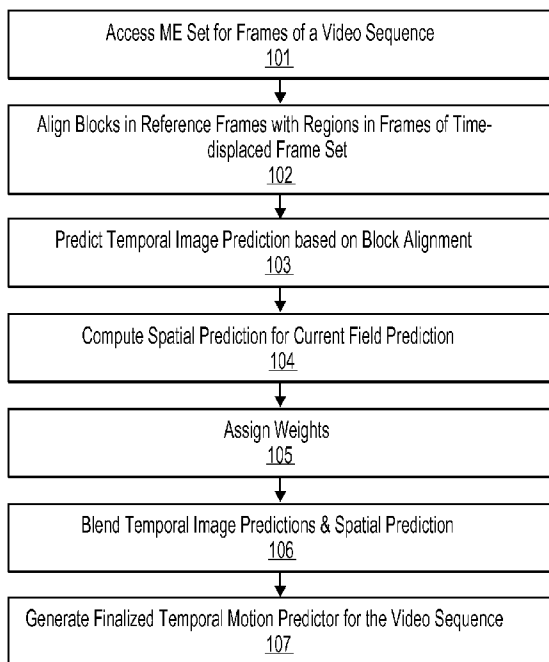 Access ME Set for Frames of a Video Sequence
101
Align Blocks in Reference Frames with Regions in Frames of Time-
displaced Frame Set
102
Predict Temporal Image Prediction based on Block Alignment
103
Compute Spatial Prediction for Current Field Prediction
104
Assign Weights
105
Blend Temporal Image Predictions & Spatial Prediction
106
Generate Finalized Temporal Motion Predictor for the Video Sequence
107